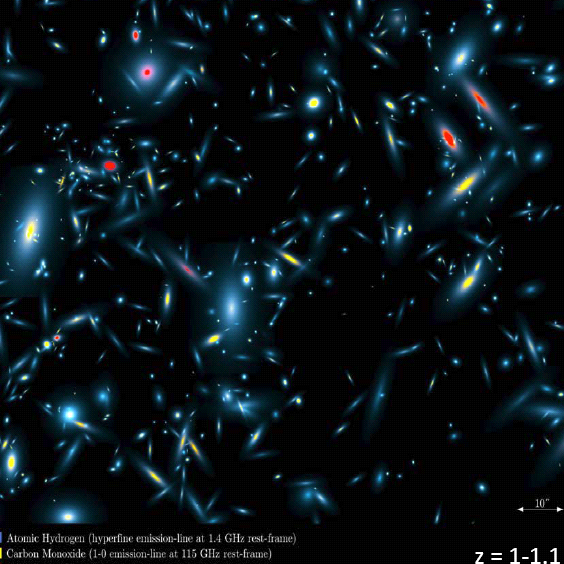 10"
Atomic Hydrogen (hyperfine emission-line at 1.4 GHz rest-frame)
Carbon Monoxide (1-0 emission-line at 115 GHz rest-frame)
z = 1-1.1